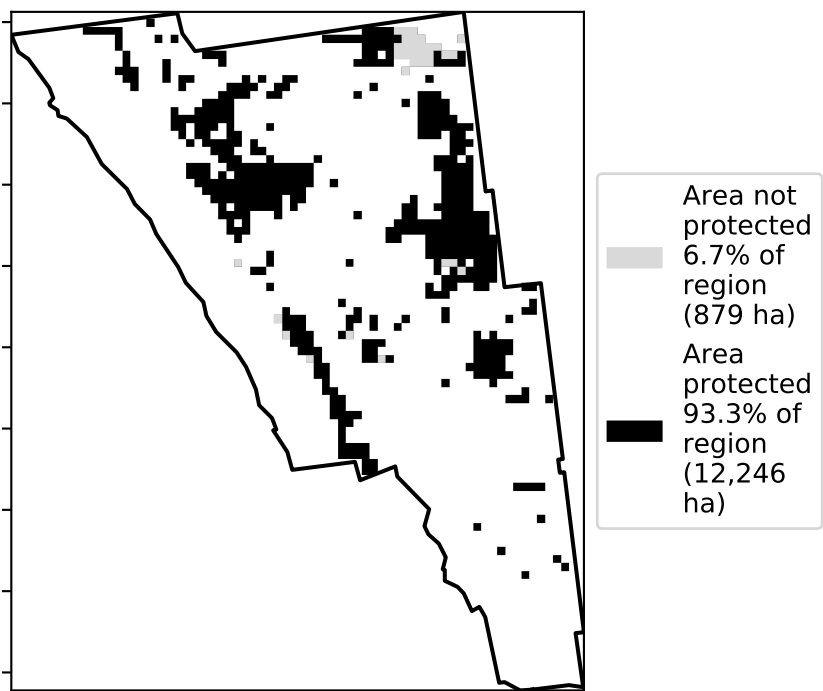 Area not
protected
6.7% of
region
(879 ha)
Area
protected
93.3% of
region
(12,246
ha)